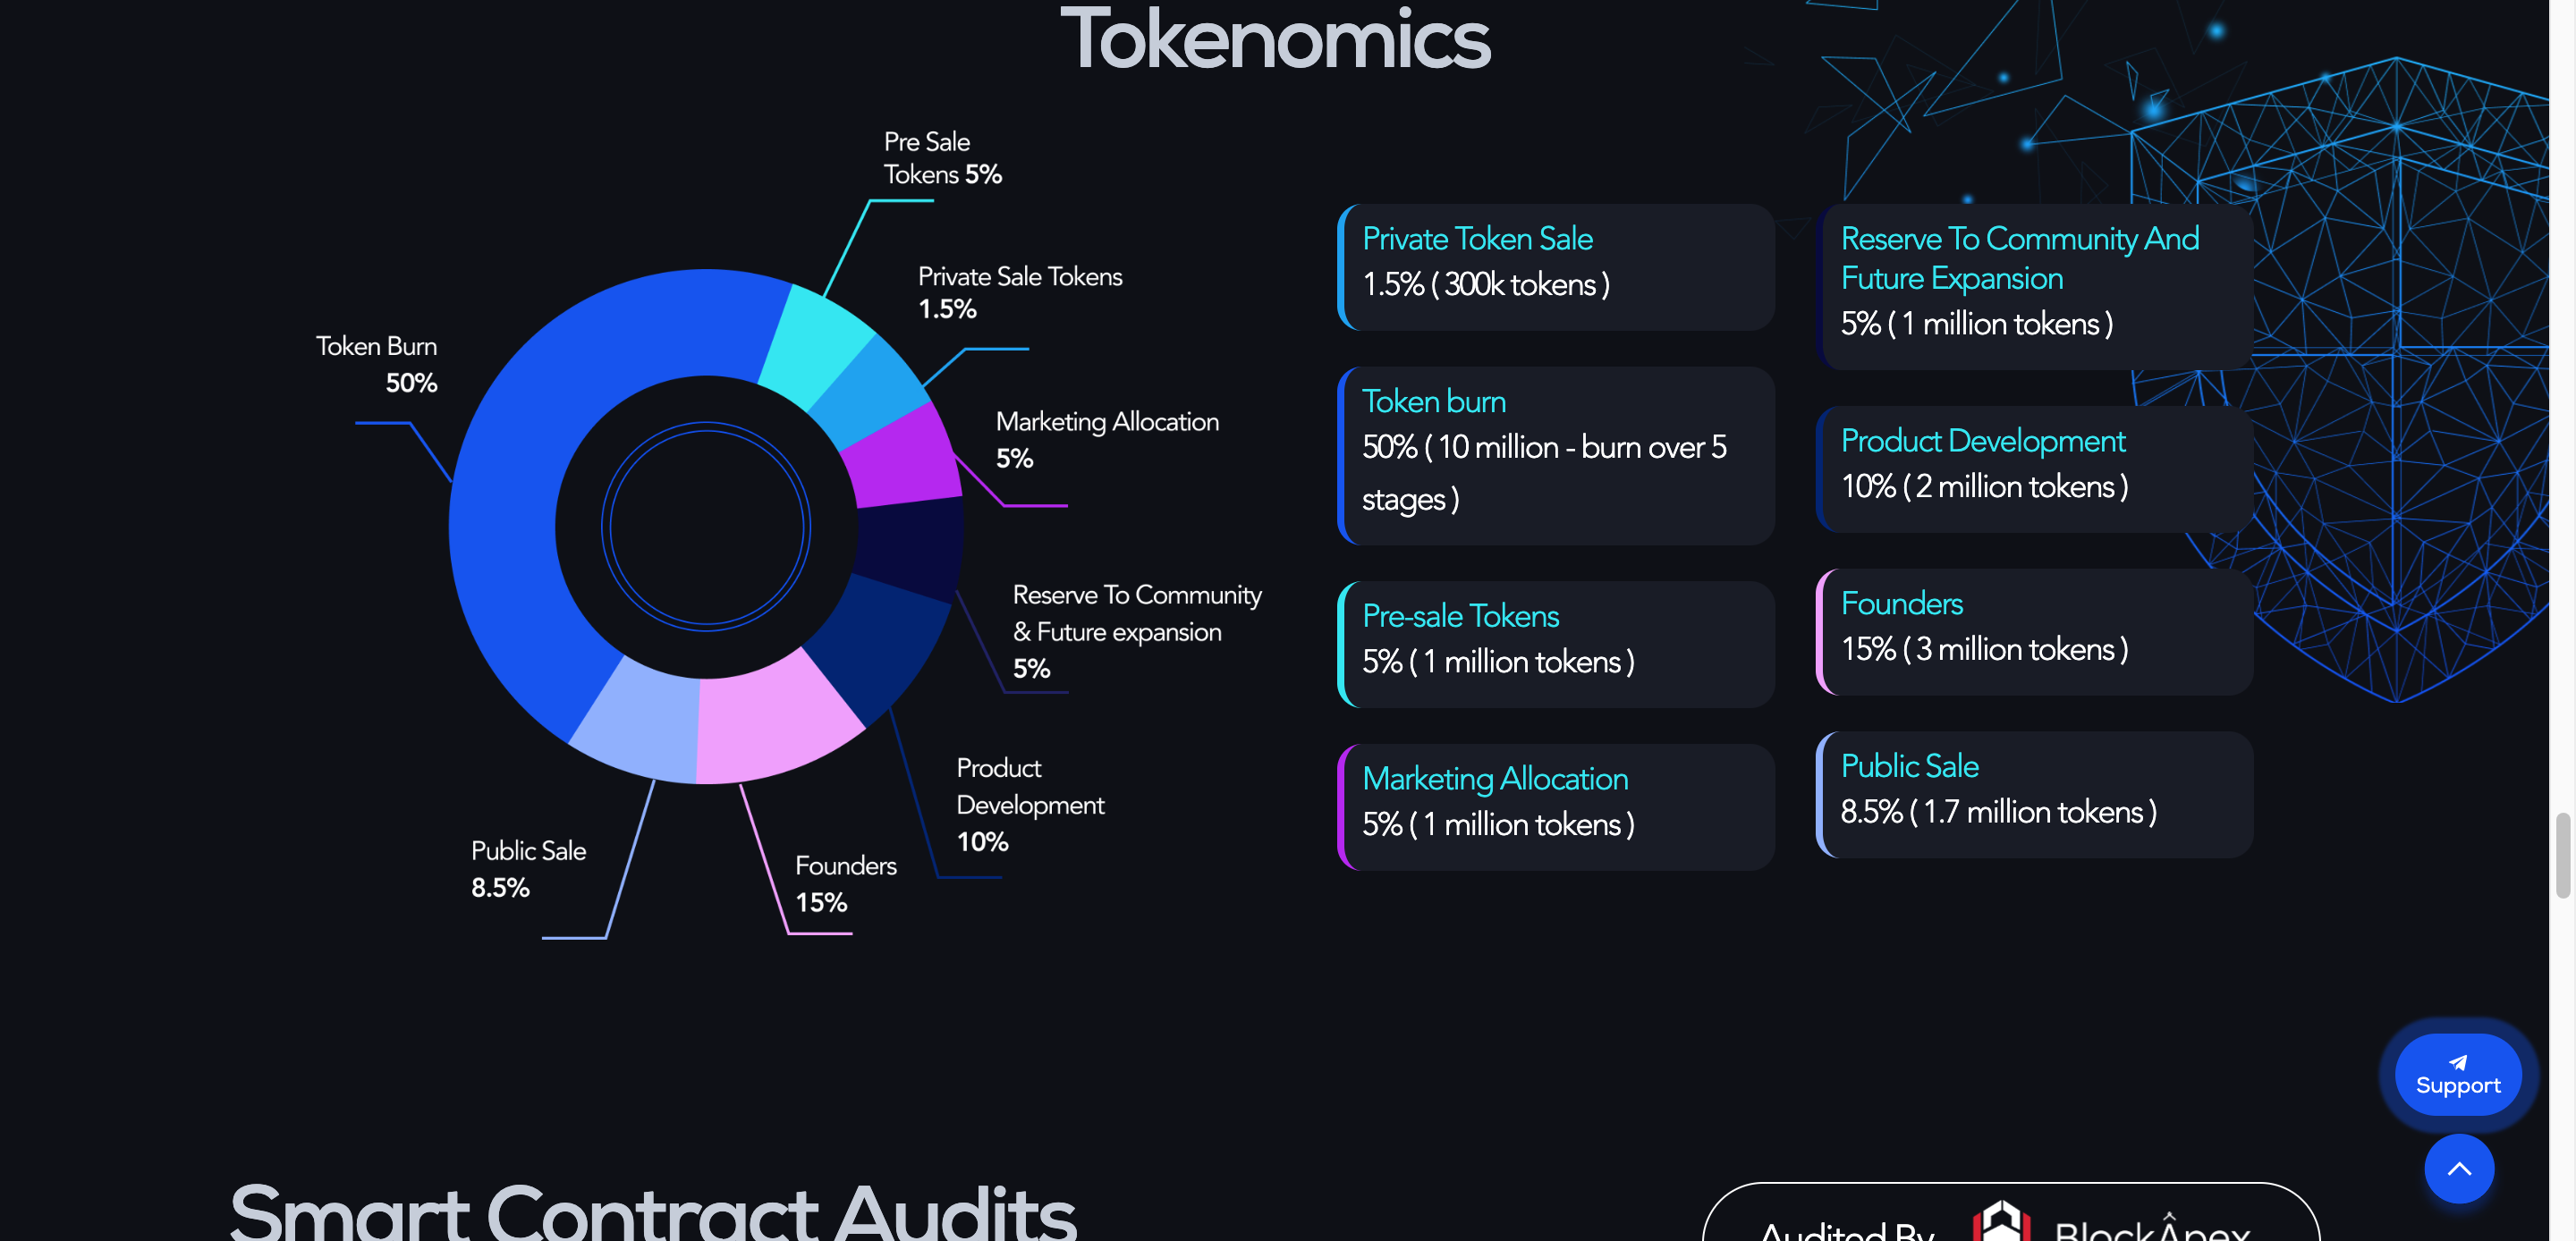 Tokenomics
Pre Sale
Tokens 5%
Private Sale Tokens
1.5%
Token Burn
50%
Marketing Allocation
5%
Reserve To Community
& Future expansion
5%
Product
Development
10%
Public Sale
8.5%
Founders
15%
Private Token Sale
1.5% ( 300k tokens )
Token burn
50% ( 10 million - burn over 5
stages )
Pre-sale Tokens
5% ( 1 million tokens )
Marketing Allocation
5% ( 1 million tokens )
Reserve To Community And
Future Expansion
5% ( 1 million tokens )
Product Development
10% ( 2 million tokens )
Founders
15% ( 3 million tokens )
Public Sale
8.5% ( 1.7 million tokens )
Support
Smart Contract Audits
Audited By BlockÂpex